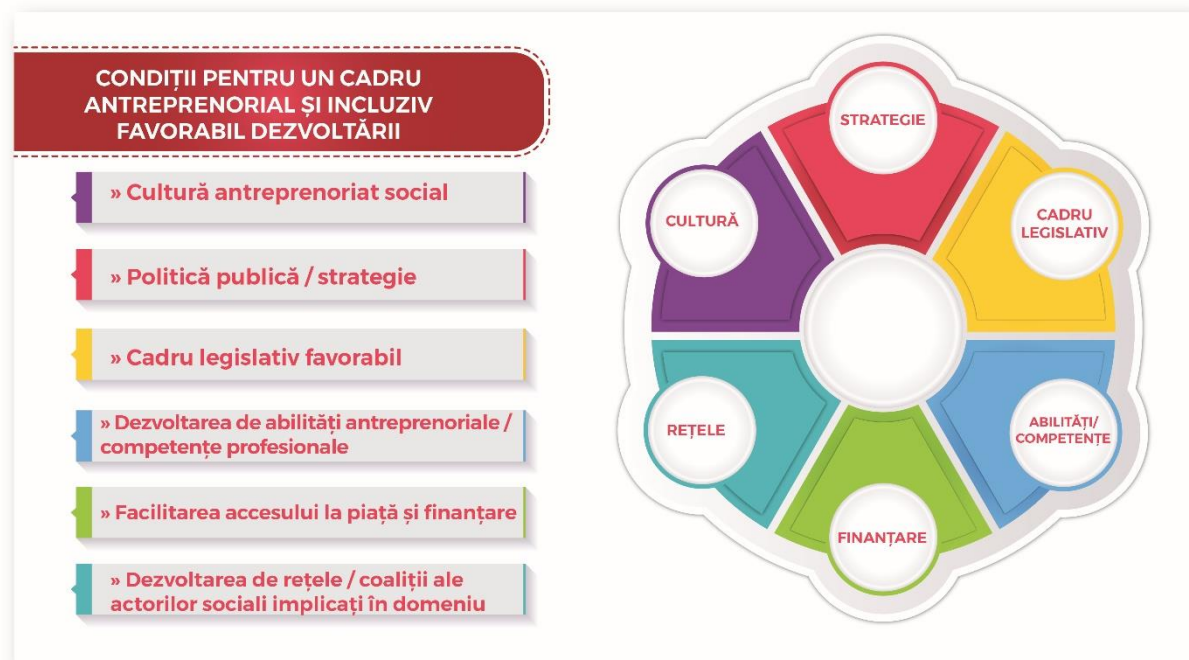 CONDIȚII PENTRU UN CADRU
ANTREPRENORIAL ȘI INCLUZIV
FAVORABIL DEZVOLTĂRII
» Cultură antreprenoriat social
» Politică publică / strategie
» Cadru legislativ favorabil
» Dezvoltarea de abilități antreprenoriale /
competențe profesionale
» Facilitarea accesului la piață și finanțare
» Dezvoltarea de rețele / coaliții ale
actorilor sociali implicați în domeniu
STRATEGIE
CULTURĂ
CADRU
LEGISLATIV
REȚELE
ABILITĂȚI/
COMPETENȚE
FINANȚARE